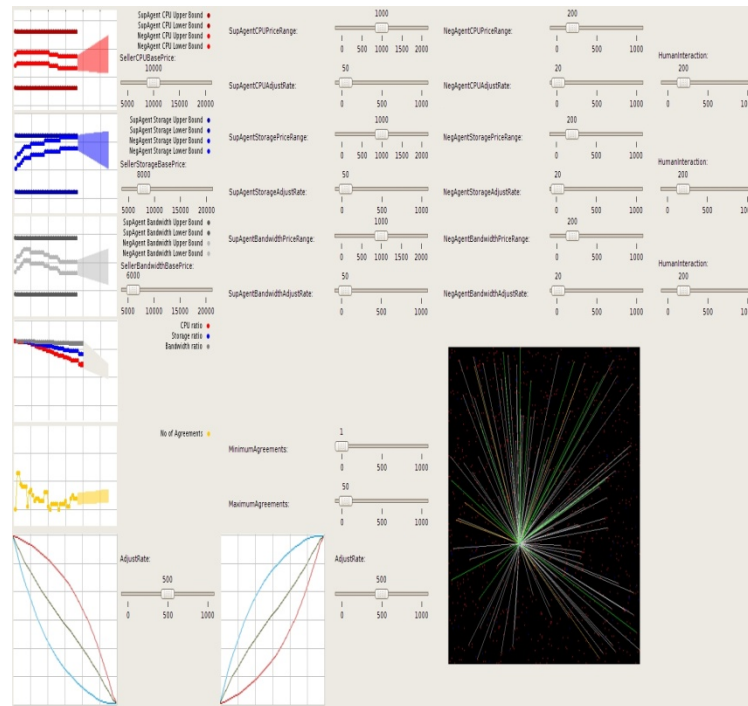 SupAgent CPU Upper Bound
SupAgent CPU Lower Bound
NegAgent CPU Upper Bound
NegAgent CPU Lower Bound
SellerCPUBasePrice:
10000
5000 10000 15000 20000
SupAgentCPUPriceRange:
1000
0 500 1000 1500 2000
NegAgentCPUPriceRange:
200
0 500 1000
SupAgentCPUAdjustRate:
50
0 500 1000
NegAgentCPUAdjustRate:
20
0 500 1000
HumanInteraction:
200
0 500 1000
SupAgent Storage Upper Bound
SupAgent Storage Lower Bound
NegAgent Storage Upper Bound
NegAgent Storage Lower Bound
SellerStorageBasePrice:
8000
5000 10000 15000 20000
SupAgentStoragePriceRange:
1000
0 500 1000 1500 2000
NegAgentStoragePriceRange:
200
0 500 1000
SupAgentStorageAdjustRate:
50
0 500 1000
NegAgentStorageAdjustRate:
20
0 500 1000
HumanInteraction:
200
0 500 1000
SupAgent Bandwidth Upper Bound
SupAgent Bandwidth Lower Bound
NegAgent Bandwidth Upper Bound
NegAgent Bandwidth Lower Bound
SellerBandwidthBasePrice:
6000
5000 10000 15000 20000
SupAgentBandwidthPriceRange:
1000
0 500 1000 1500 2000
NegAgentBandwidthPriceRange:
200
0 500 1000
SupAgentBandwidthAdjustRate:
50
0 500 1000
NegAgentBandwidthAdjustRate:
20
0 500 1000
HumanInteraction:
200
0 500 1000
CPU ratio
Storage ratio
Bandwidth ratio
No of Agreements
MinimumAgreements:
1
0 500 1000
MaximumAgreements:
50
0 500 1000
AdjustRate:
500
0 500 1000
AdjustRate:
500
0 500 1000